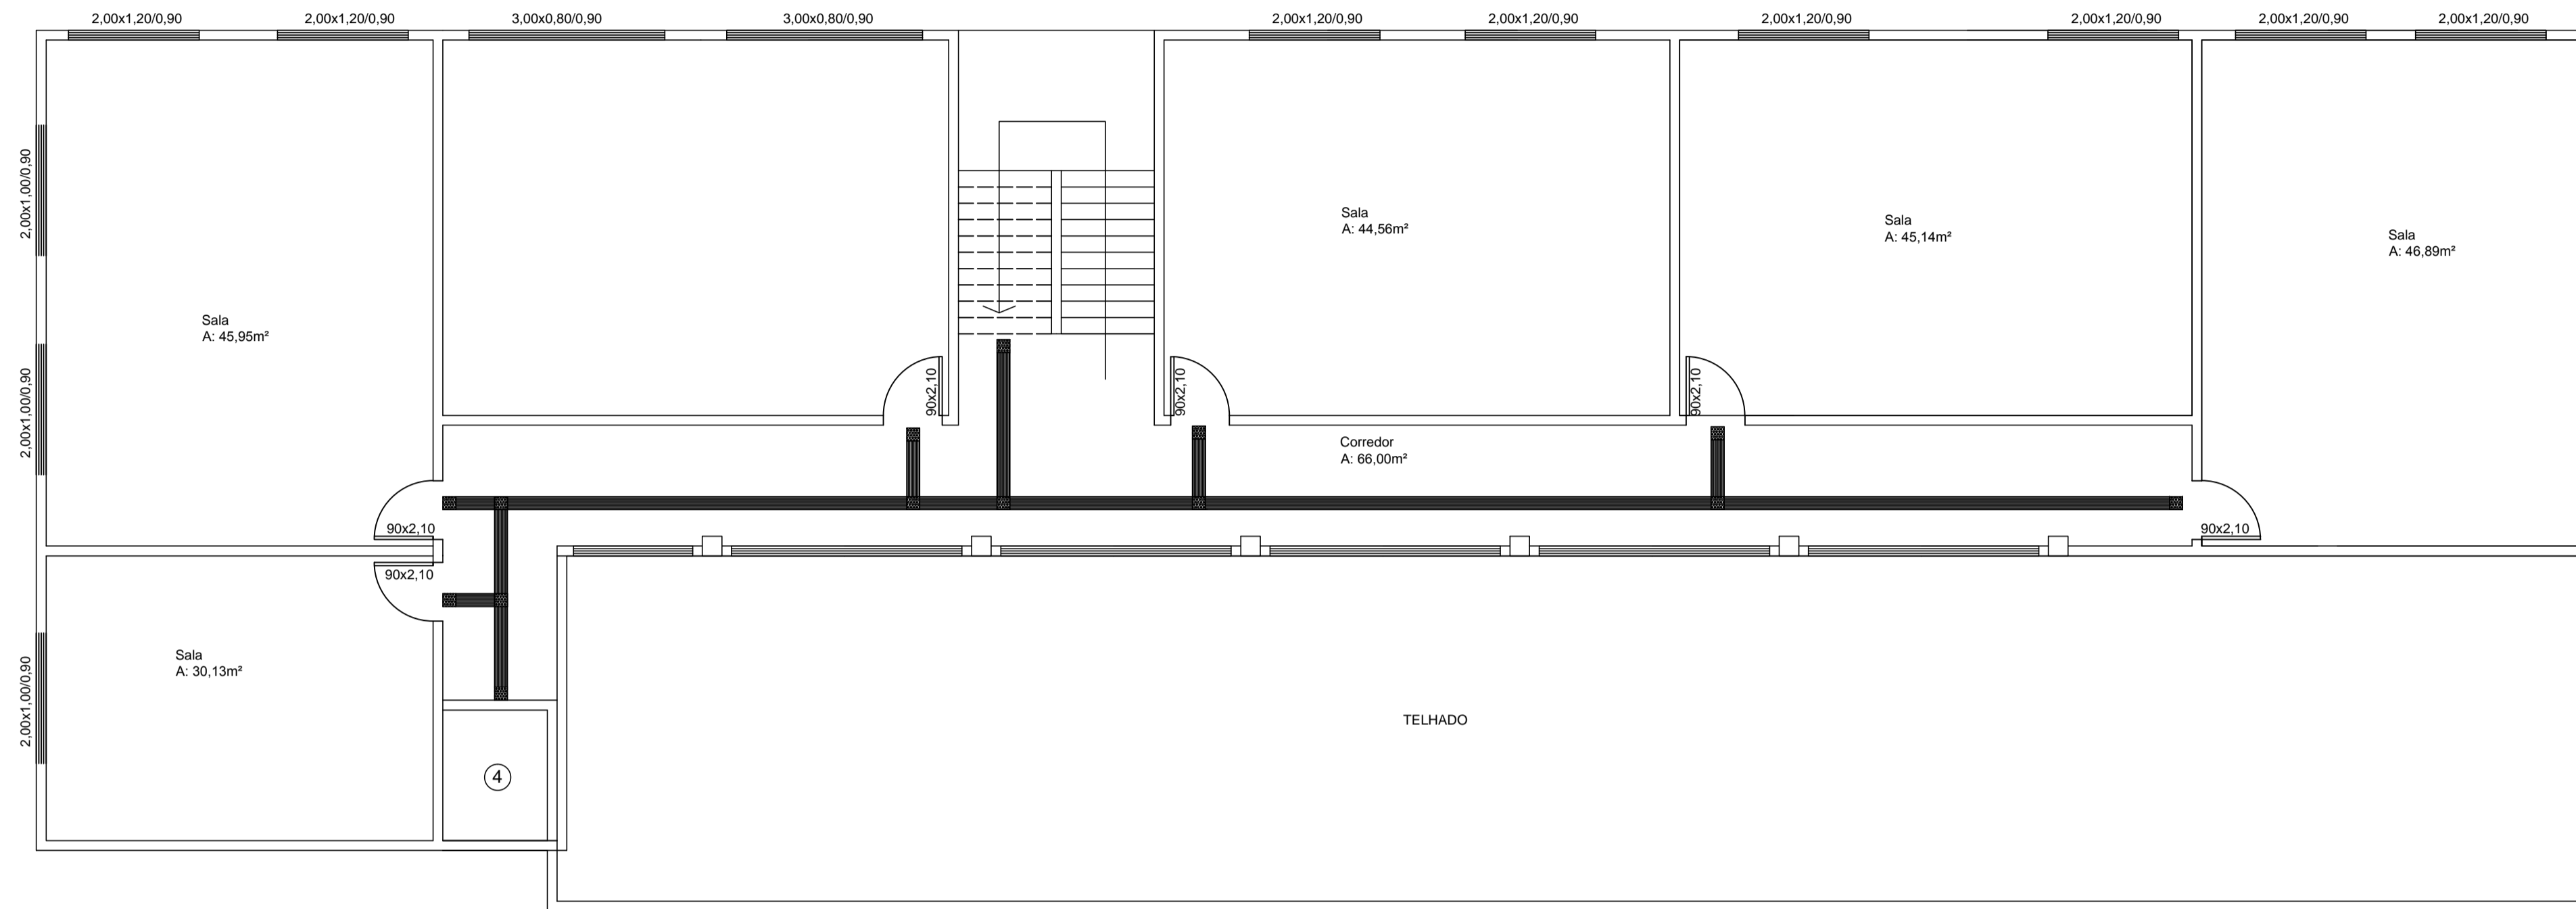 2,00x1,20/0,90
2,00x1,20/0,90
3,00x0,80/0,90
3,00x0,80/0,90
2,00x1,20/0,90
2,00x1,20/0,90
2,00x1,20/0,90
2,00x1,20/0,90
2,00x1,20/0,90
2,00x1,20/0,90
2,00x1,00/0,90
Sala
A: 44,56m²
Sala
A: 45,14m²
Sala
A: 46,89m²
Sala
A: 45,95m²
2,00x1,00/0,90
90x2,10
90x2,10
90x2,10
Corredor
A: 66,00m²
90x2,10
90x2,10
90x2,10
Sala
A: 30,13m²
2,00x1,00/0,90
TELHADO
4